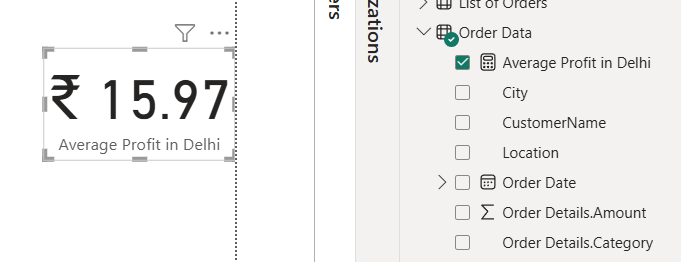 ₹ 15.97
Average Profit in Delhi
zations
List of Orders
Order Data
Average Profit in Delhi
City
CustomerName
Location
Order Date
Order Details.Amount
Order Details.Category